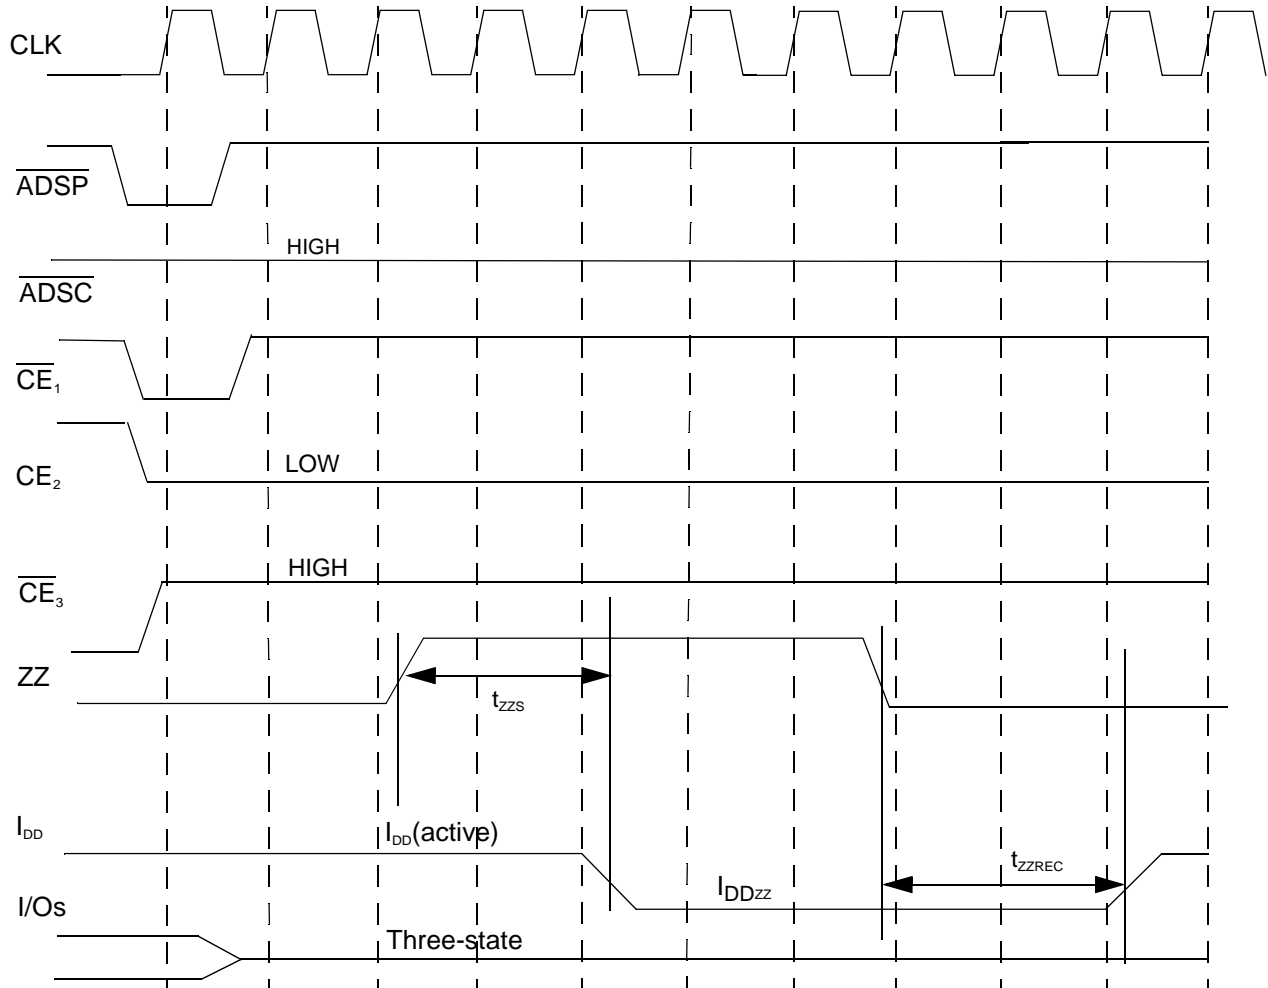 CLK
ADSP
HIGH
ADSC
CE1
LOW
CE2
HIGH
CE3
ZZ
tZZS
IDD
IDD(active)
tZZREC
IDDZZ
I/Os
Three-state